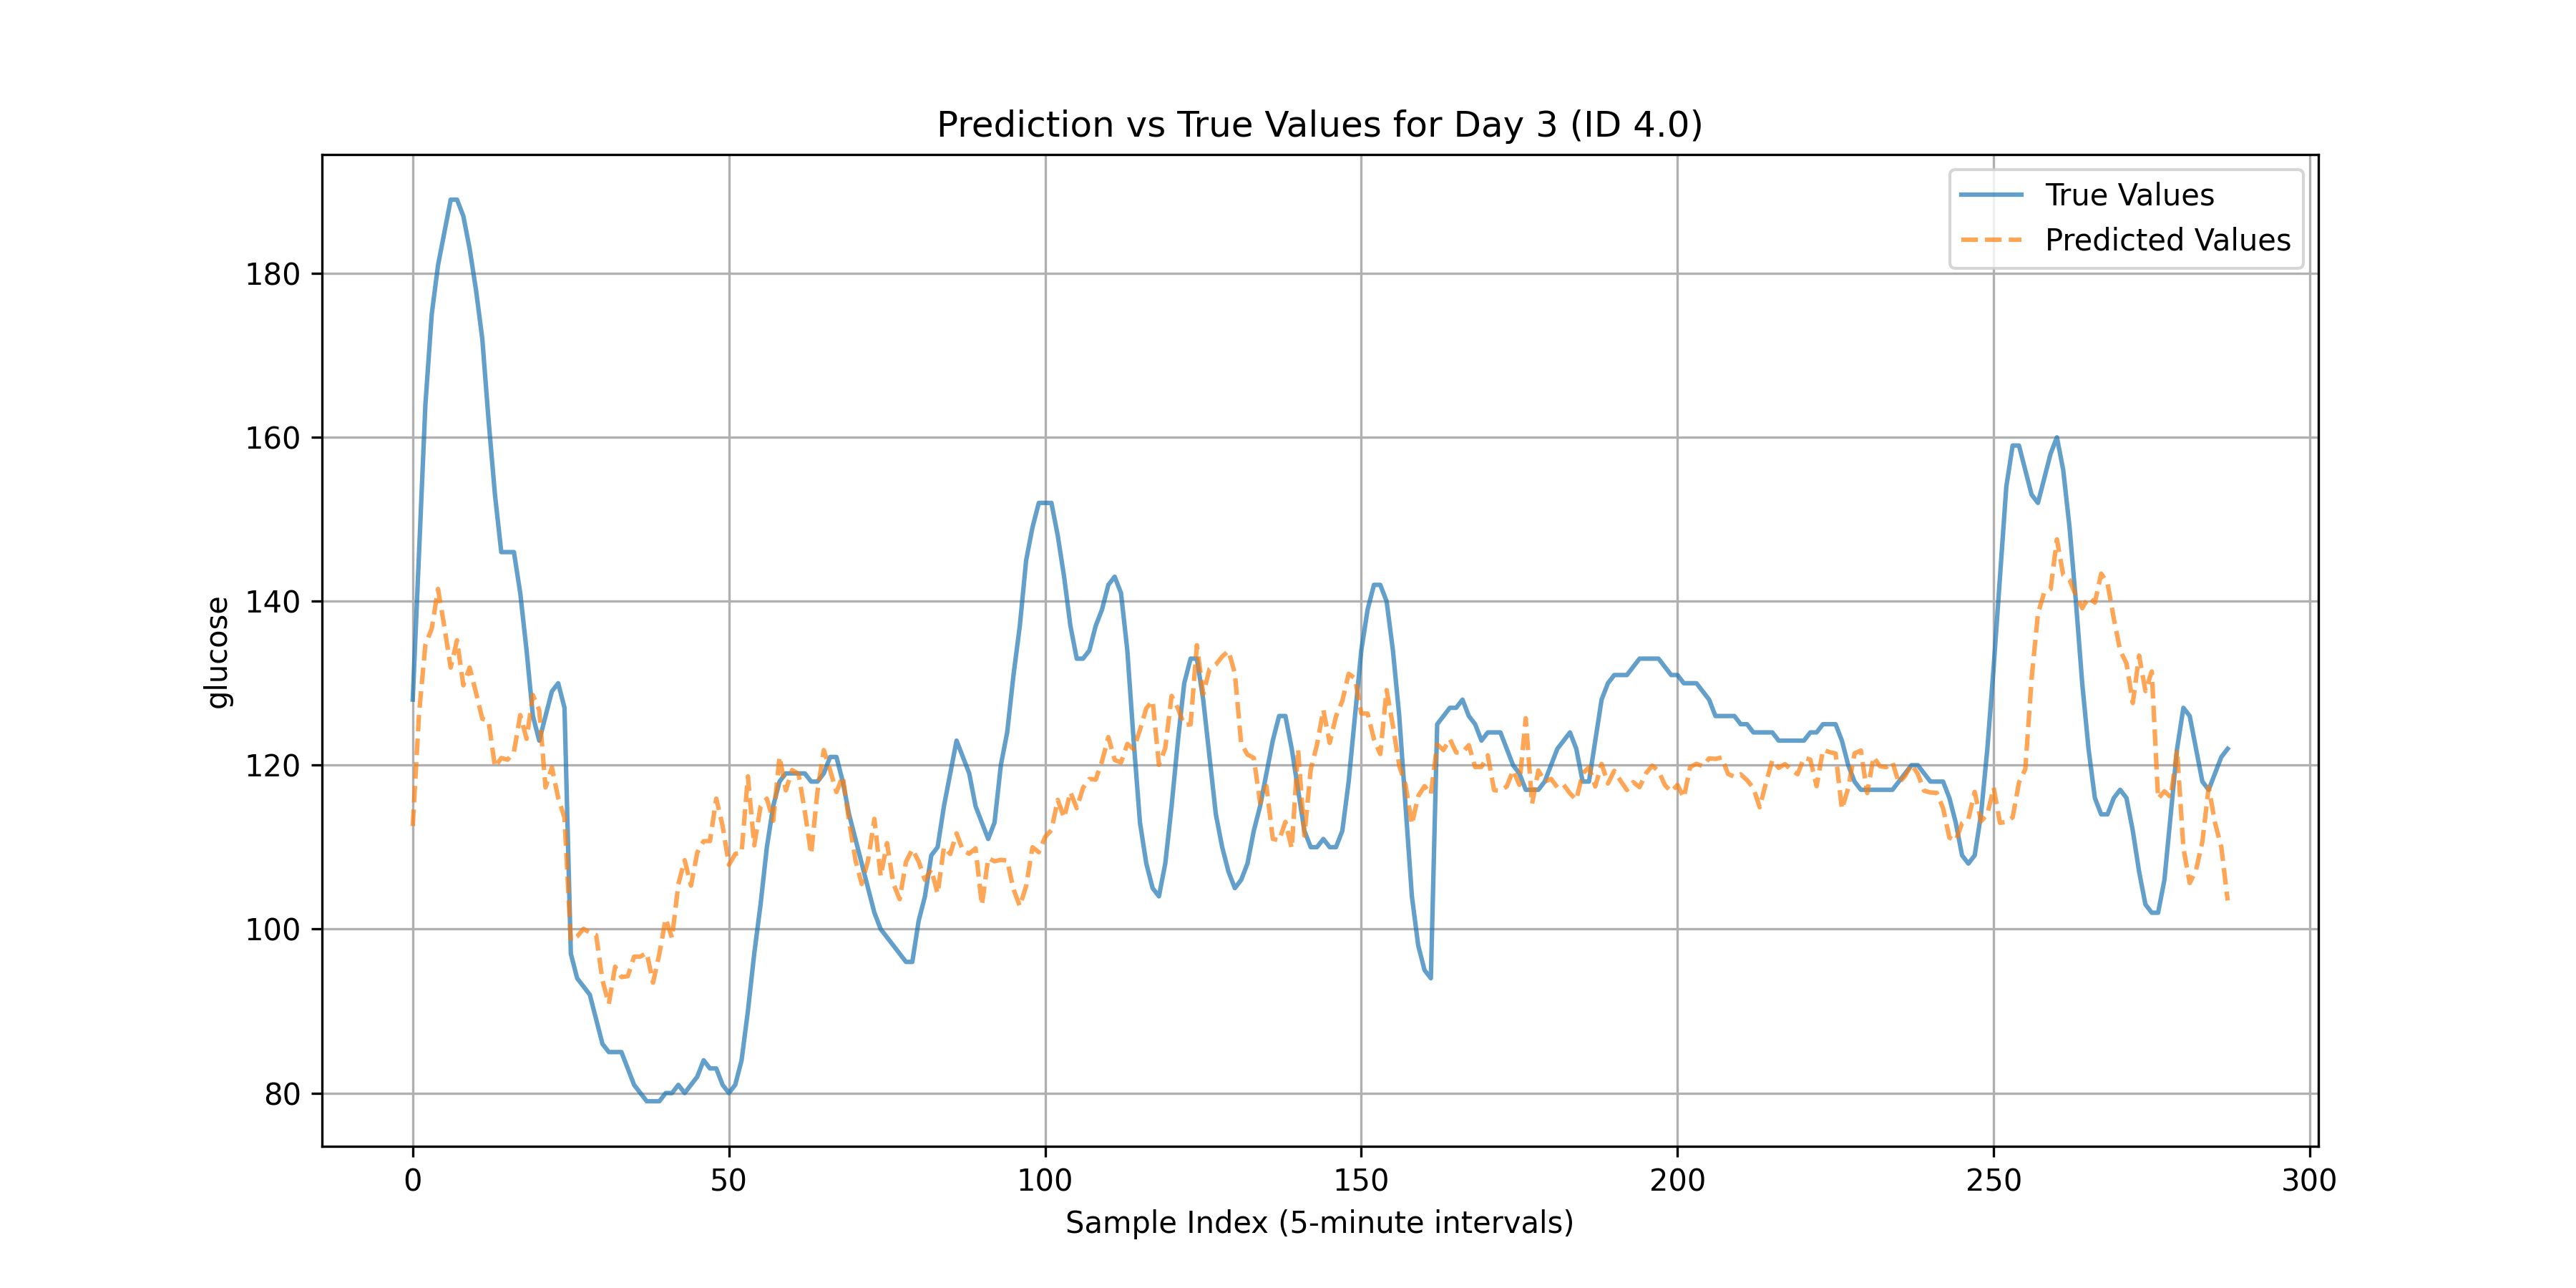 Prediction vs True Values for Day 3 (ID 4.0)
True Values
Predicted Values
180
160
140
120
100
80
glucose
0 50 100 150 200 250 300
Sample Index (5-minute intervals)